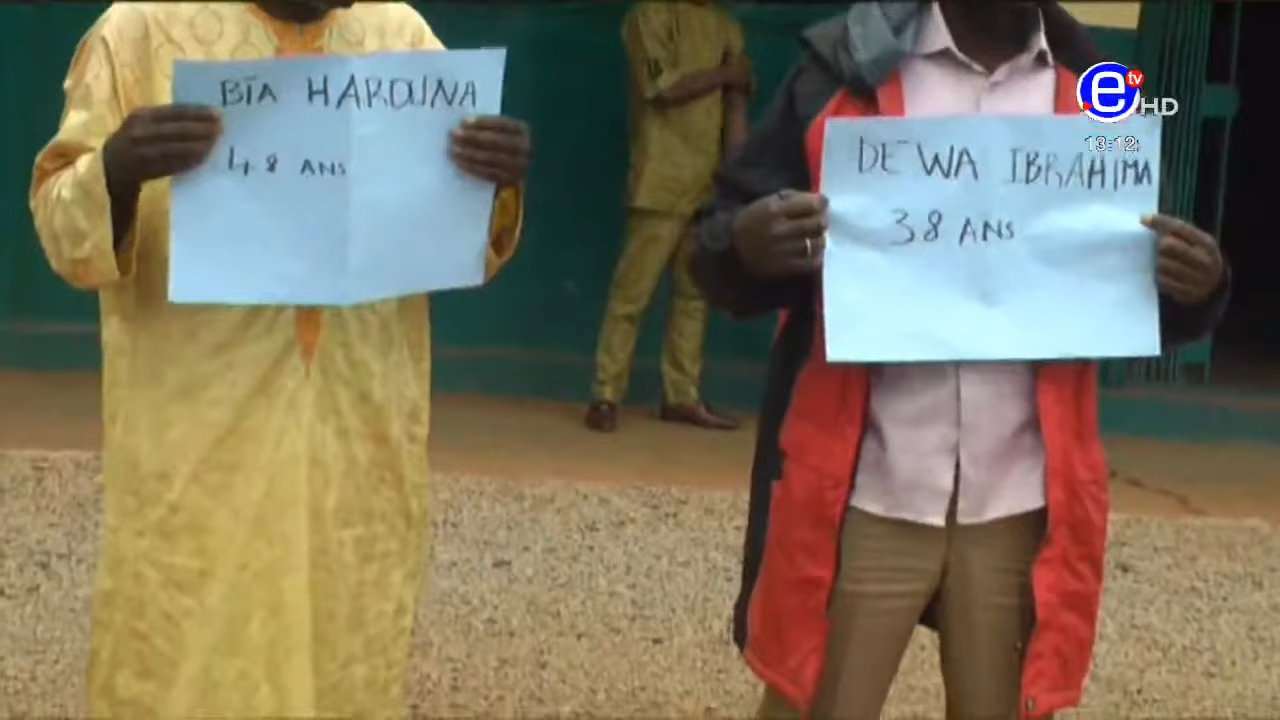 BIA HAROUNA
48 ANS
DEWA IBRAHIMA
38 ANS
e tv HD
13:12